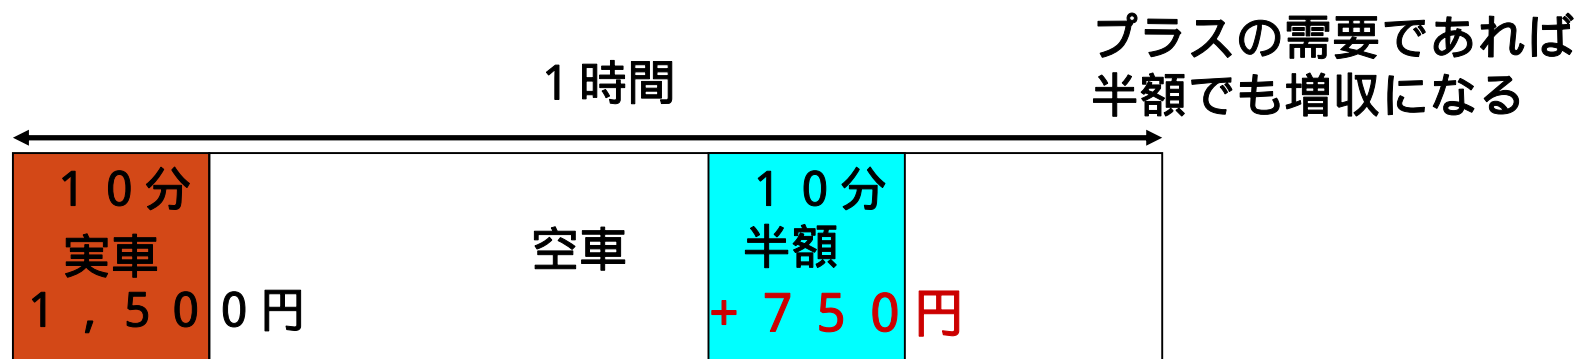 プラスの需要であれば
半額でも増収になる
１時間
１０分
実車
１，５００円
空車
１０分
半額
+７５０円